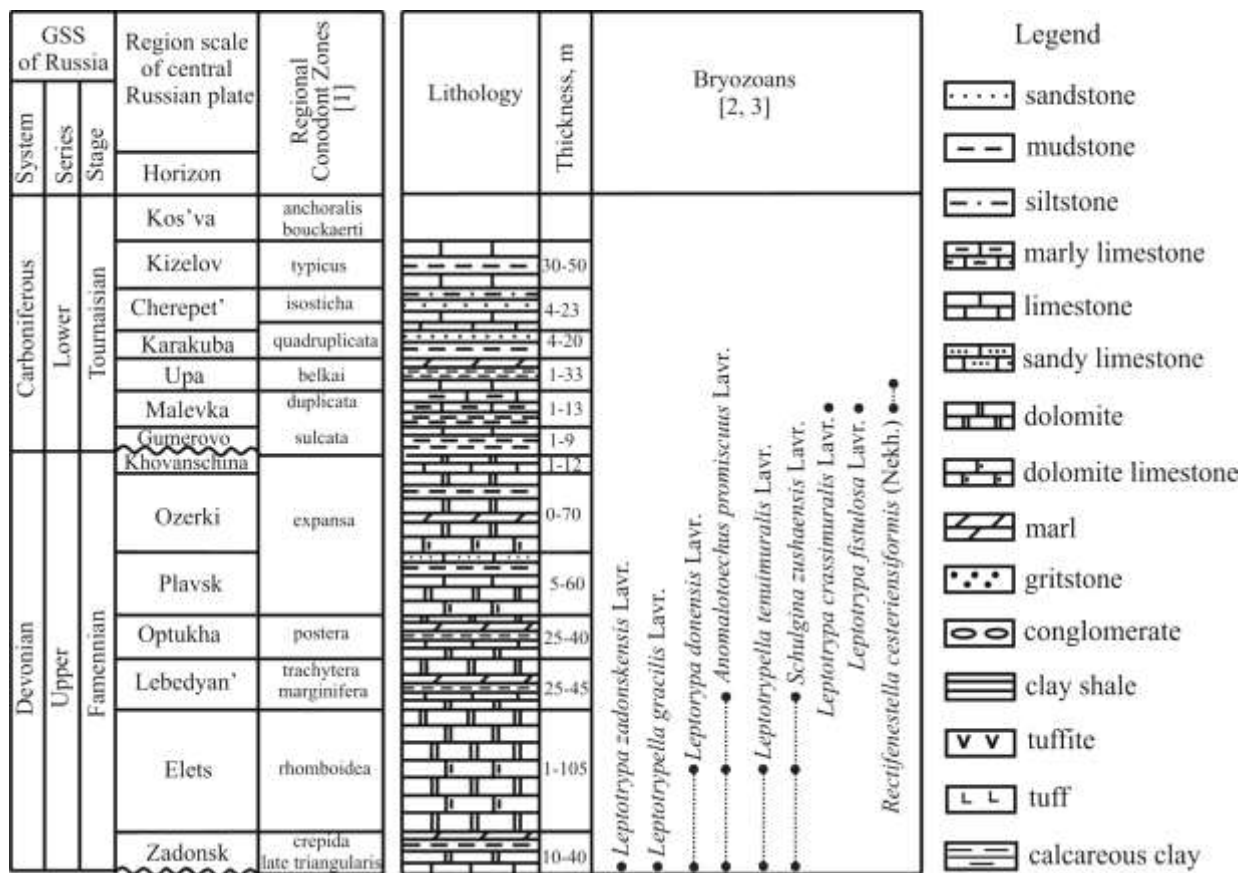 GSS
of Russia
System
Series
Stage
Region scale
of central
Russian plate
Horizon
Regional
Conodont Zones
[1]
Lithology
Thickness, m
Bryozoans
[2, 3]
Carboniferous
Lower
Tournaisian
Devonian
Upper
Famennian
Kos'va
anchoralis
bouckaerti
Kizelov
typicus
30-50
Cherepet'
isosticha
4-23
Karakuba
quadruplicata
4-20
Upa
belkai
1-33
Malevka
duplicata
1-13
Gumerovo
sulcata
1-9
Khovanschina
1-12
Ozerki
expansa
0-70
Plavsk
5-60
Optukha
postera
25-40
Lebedyan'
trachytera
marginifera
25-45
Elets
rhomboidea
1-105
Zadonsk
crepida
late triangularis
10-40
Leptotrypa zadonskensis Lavr.
Leptotrypella gracilis Lavr.
Leptorypa donensis Lavr.
Anomalotoechus promiscuus Lavr.
Leptotrypella tenuimuralis Lavr.
Schulgina zushaensis Lavr.
Leptotrypa crassimuralis Lavr.
Leptotrypa fistulosa Lavr.
Rectifenestella cesteriensiformis (Nekh.)
Legend
sandstone
mudstone
siltstone
marly limestone
limestone
sandy limestone
dolomite
dolomite limestone
marl
gritstone
conglomerate
clay shale
tuffite
tuff
calcareous clay